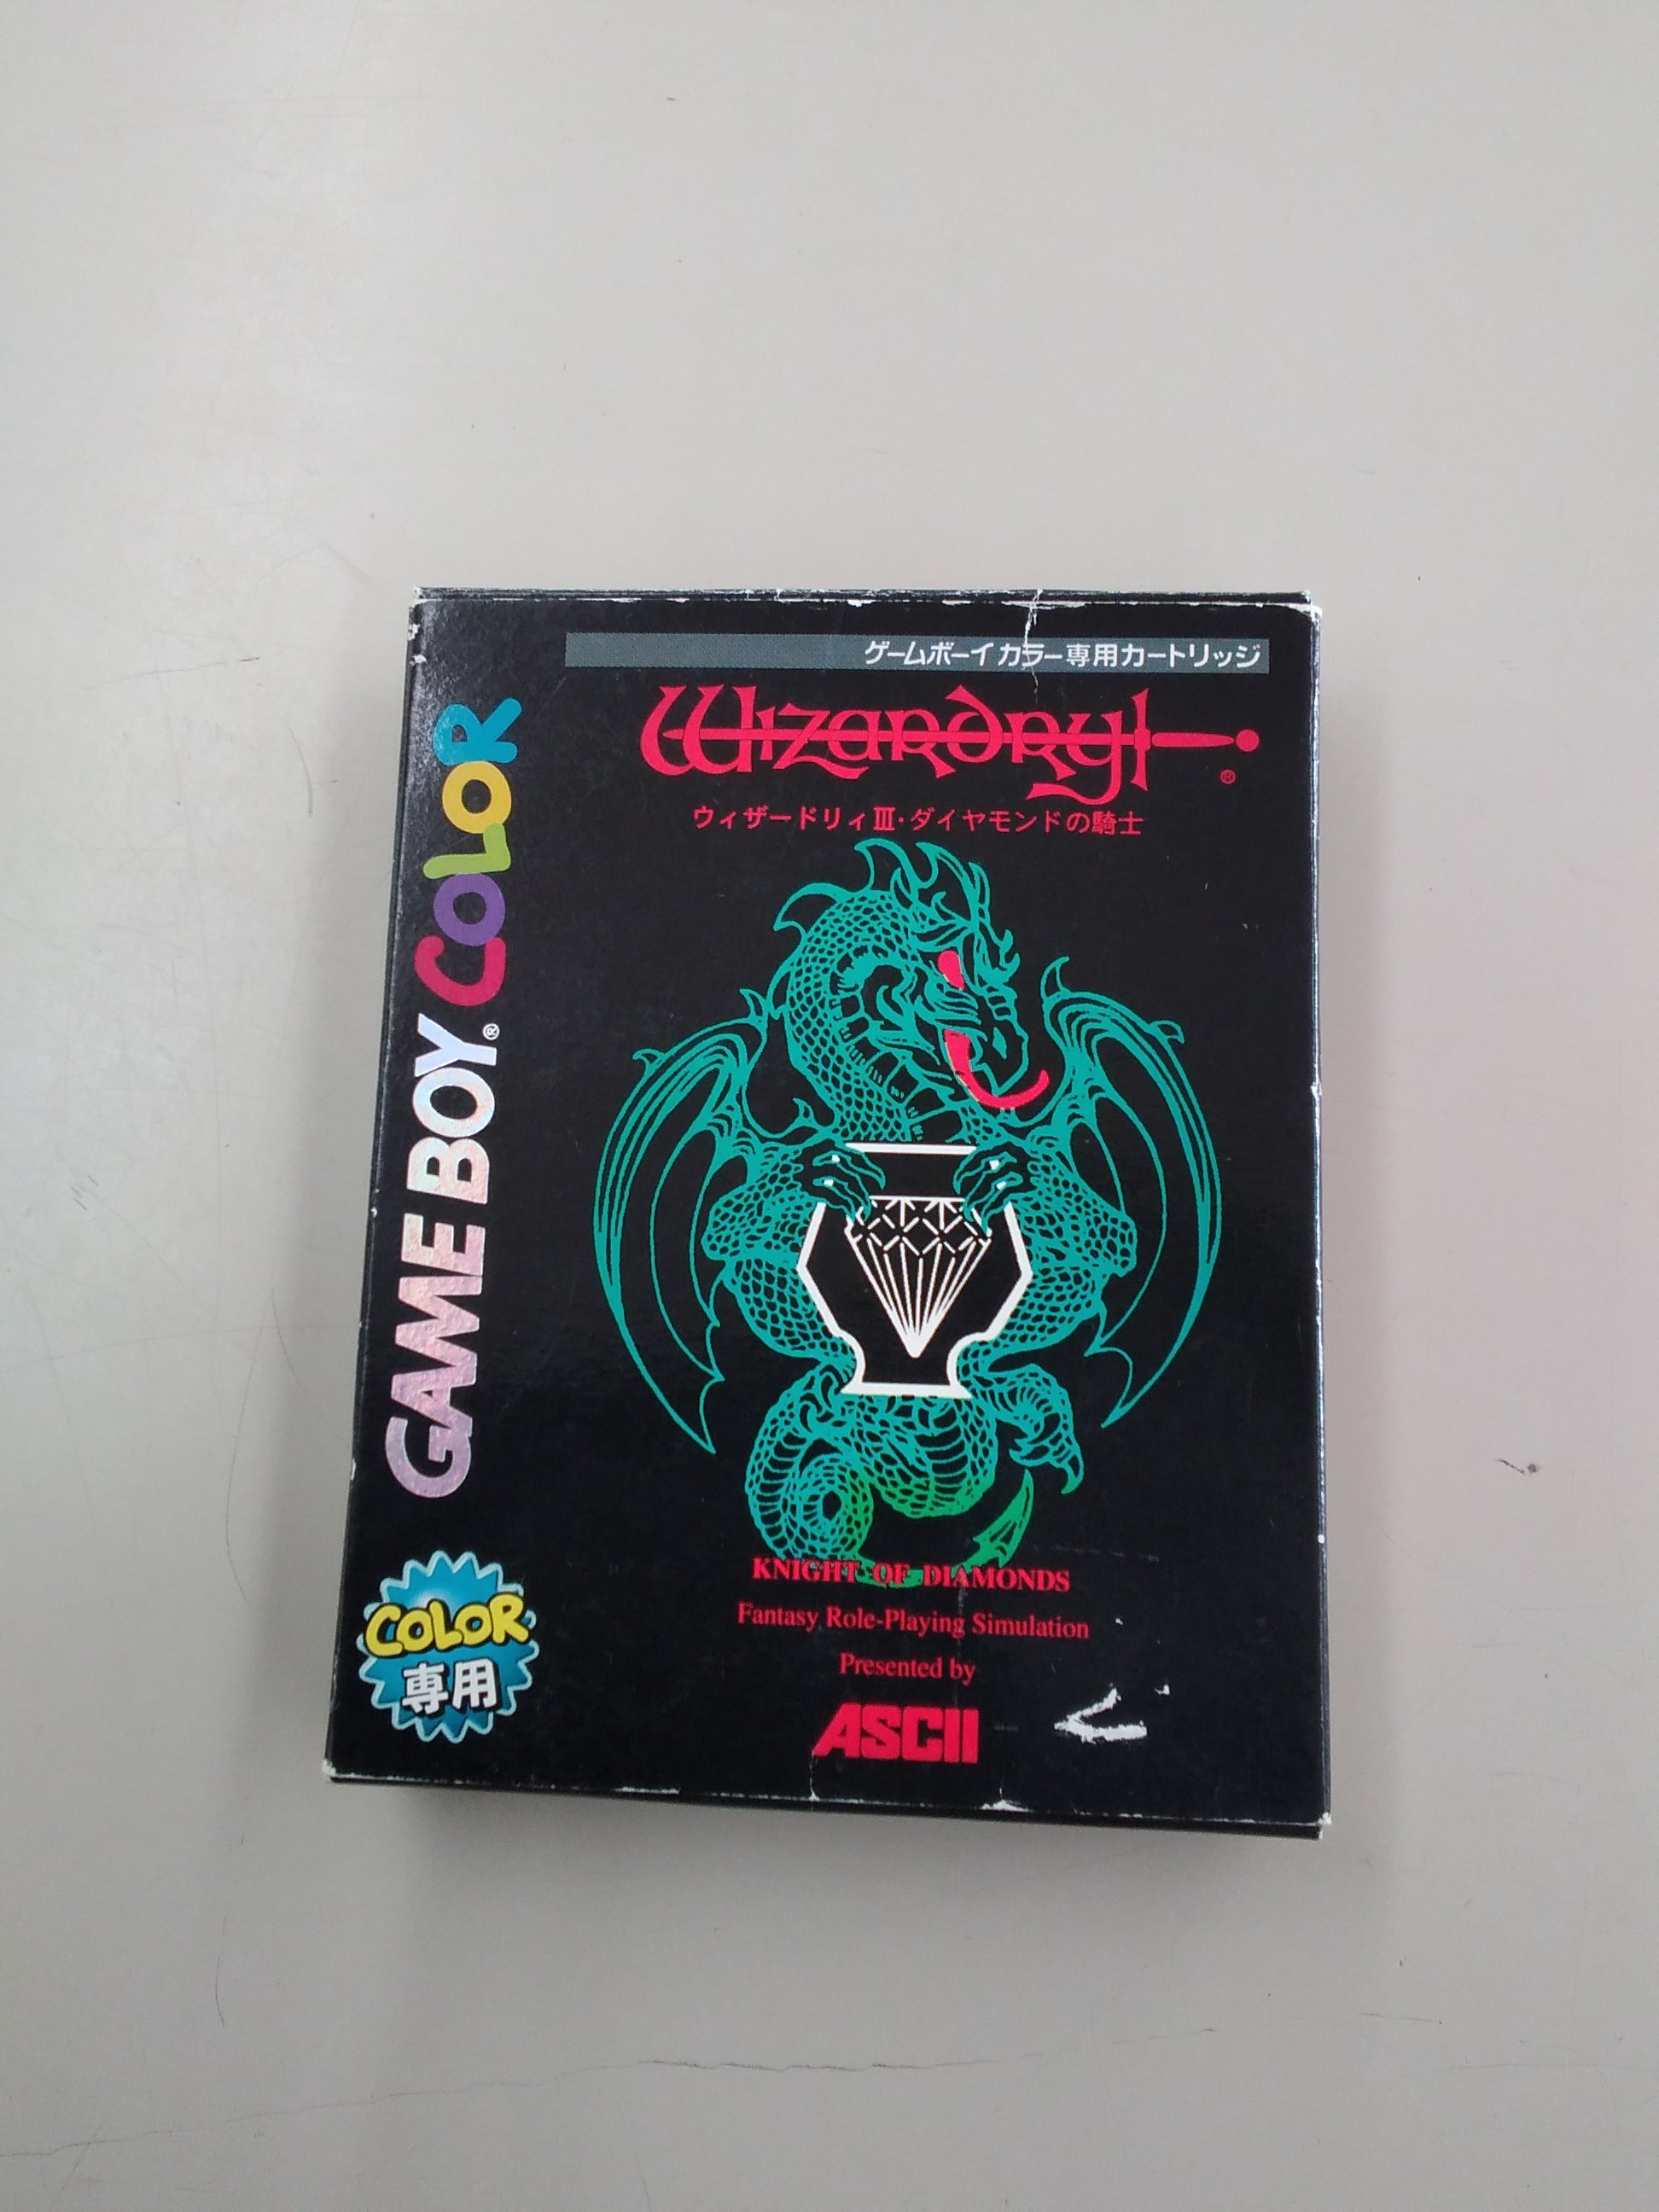 ゲームボーイカラー専用カートリッジ
Wizardry®
ウィザードリィIII・ダイヤモンドの騎士
GAME BOY® COLOR
KNIGHT OF DIAMONDS
Fantasy Role-Playing Simulation
Presented by
ASCII
COLOR
専用